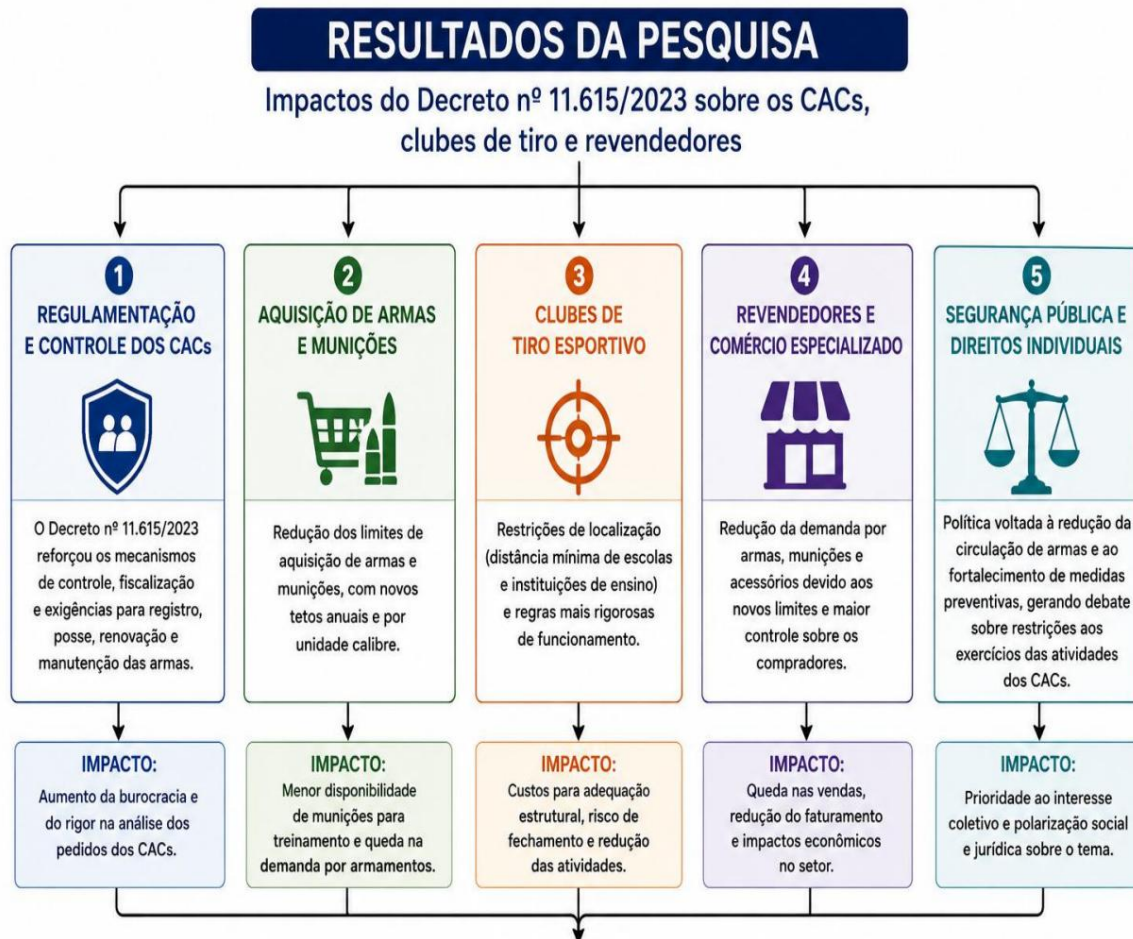 RESULTADOS DA PESQUISA
Impactos do Decreto nº 11.615/2023 sobre os CACs,
clubes de tiro e revendedores
1
REGULAMENTAÇÃO
E CONTROLE DOS CACs
O Decreto nº 11.615/2023
reforçou os mecanismos
de controle, fiscalização
e exigências para registro,
posse, renovação e
manutenção das armas.
IMPACTO:
Aumento da burocracia e
do rigor na análise dos
pedidos dos CACs.
2
AQUISIÇÃO DE ARMAS
E MUNIÇÕES
Redução dos limites de
aquisição de armas e
munições, com novos
tetos anuais e por
unidade calibre.
IMPACTO:
Menor disponibilidade
de munições para
treinamento e queda na
demanda por armamentos.
3
CLUBES DE
TIRO ESPORTIVO
Restrições de localização
(distância mínima de escolas
e instituições de ensino)
e regras mais rigorosas
de funcionamento.
IMPACTO:
Custos para adequação
estrutural, risco de
fechamento e redução
das atividades.
4
REVENDEDORES E
COMÉRCIO ESPECIALIZADO
Redução da demanda por
armas, munições e
acessórios devido aos
novos limites e maior
controle sobre os
compradores.
IMPACTO:
Queda nas vendas,
redução do faturamento
e impactos econômicos
no setor.
5
SEGURANÇA PÚBLICA E
DIREITOS INDIVIDUAIS
Política voltada à redução da
circulação de armas e ao
fortalecimento de medidas
preventivas, gerando debate
sobre restrições aos
exercícios das atividades
dos CACs.
IMPACTO:
Prioridade ao interesse
coletivo e polarização social
e jurídica sobre o tema.